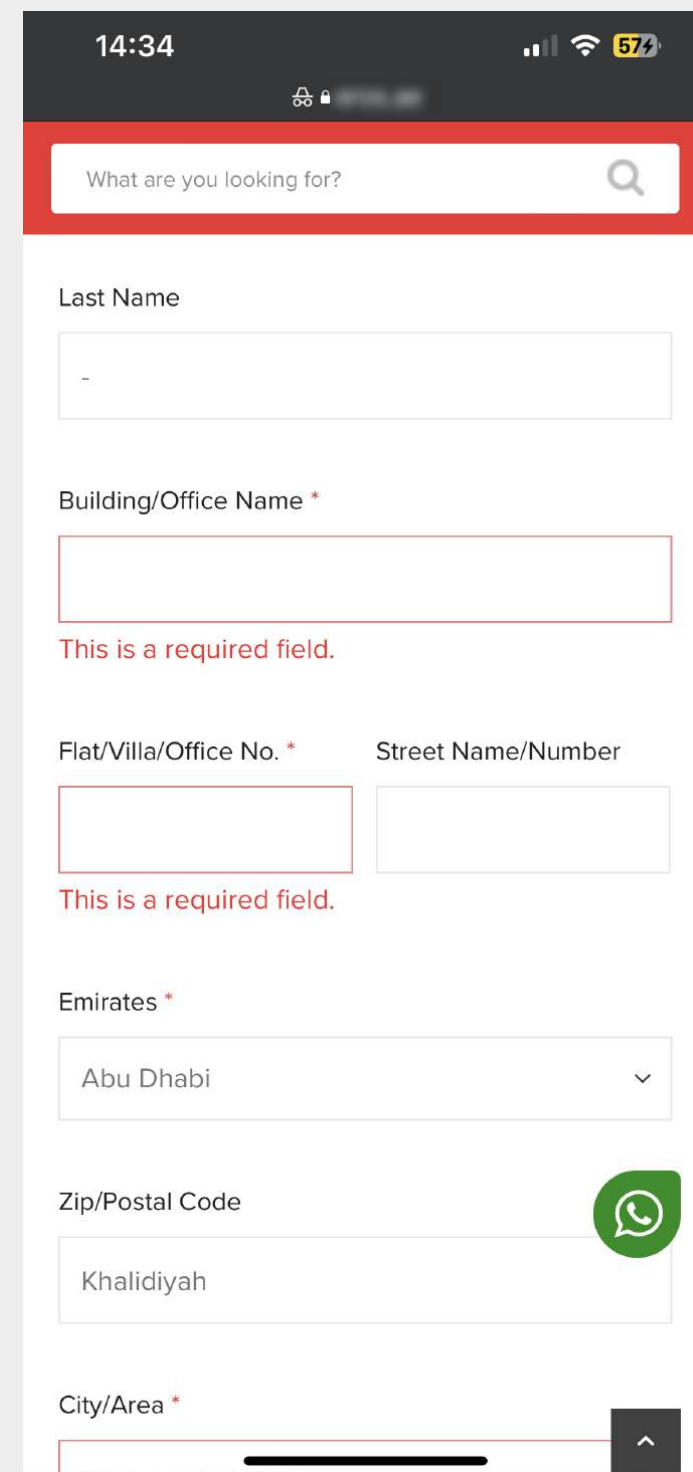 14:34
57
What are you looking for?
Last Name
-
Building/Office Name *
This is a required field.
Flat/Villa/Office No. * Street Name/Number
This is a required field.
Emirates *
Abu Dhabi
Zip/Postal Code
Khalidiyah
City/Area *